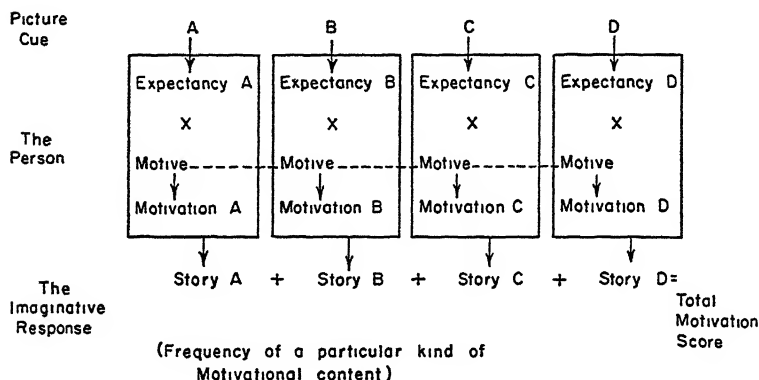 Picture Cue A B C D
Expectancy A Expectancy B Expectancy C Expectancy D
The Person X X X X
Motive Motive Motive Motive
Motivation A Motivation B Motivation C Motivation D
The Imaginative Response Story A + Story B + Story C + Story D=
Total Motivation Score
(Frequency of a particular kind of
Motivational content)